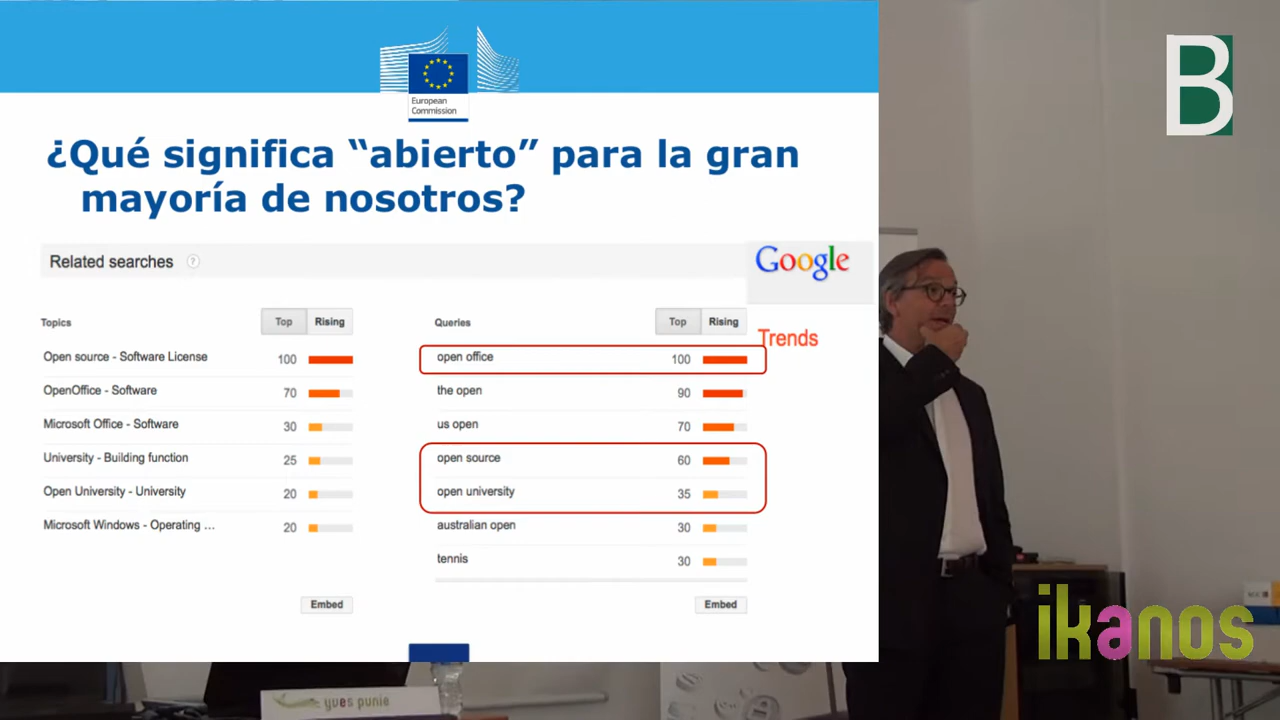 European
Commission
¿Qué significa “abierto” para la gran
mayoría de nosotros?
Related searches ?
Google
Trends
Topics Top Rising
Open source - Software License 100
OpenOffice - Software 70
Microsoft Office - Software 30
University - Building function 25
Open University - University 20
Microsoft Windows - Operating ... 20
Embed
Queries Top Rising
open office 100
the open 90
us open 70
open source 60
open university 35
australian open 30
tennis 30
Embed
B
ikanos
yves punie